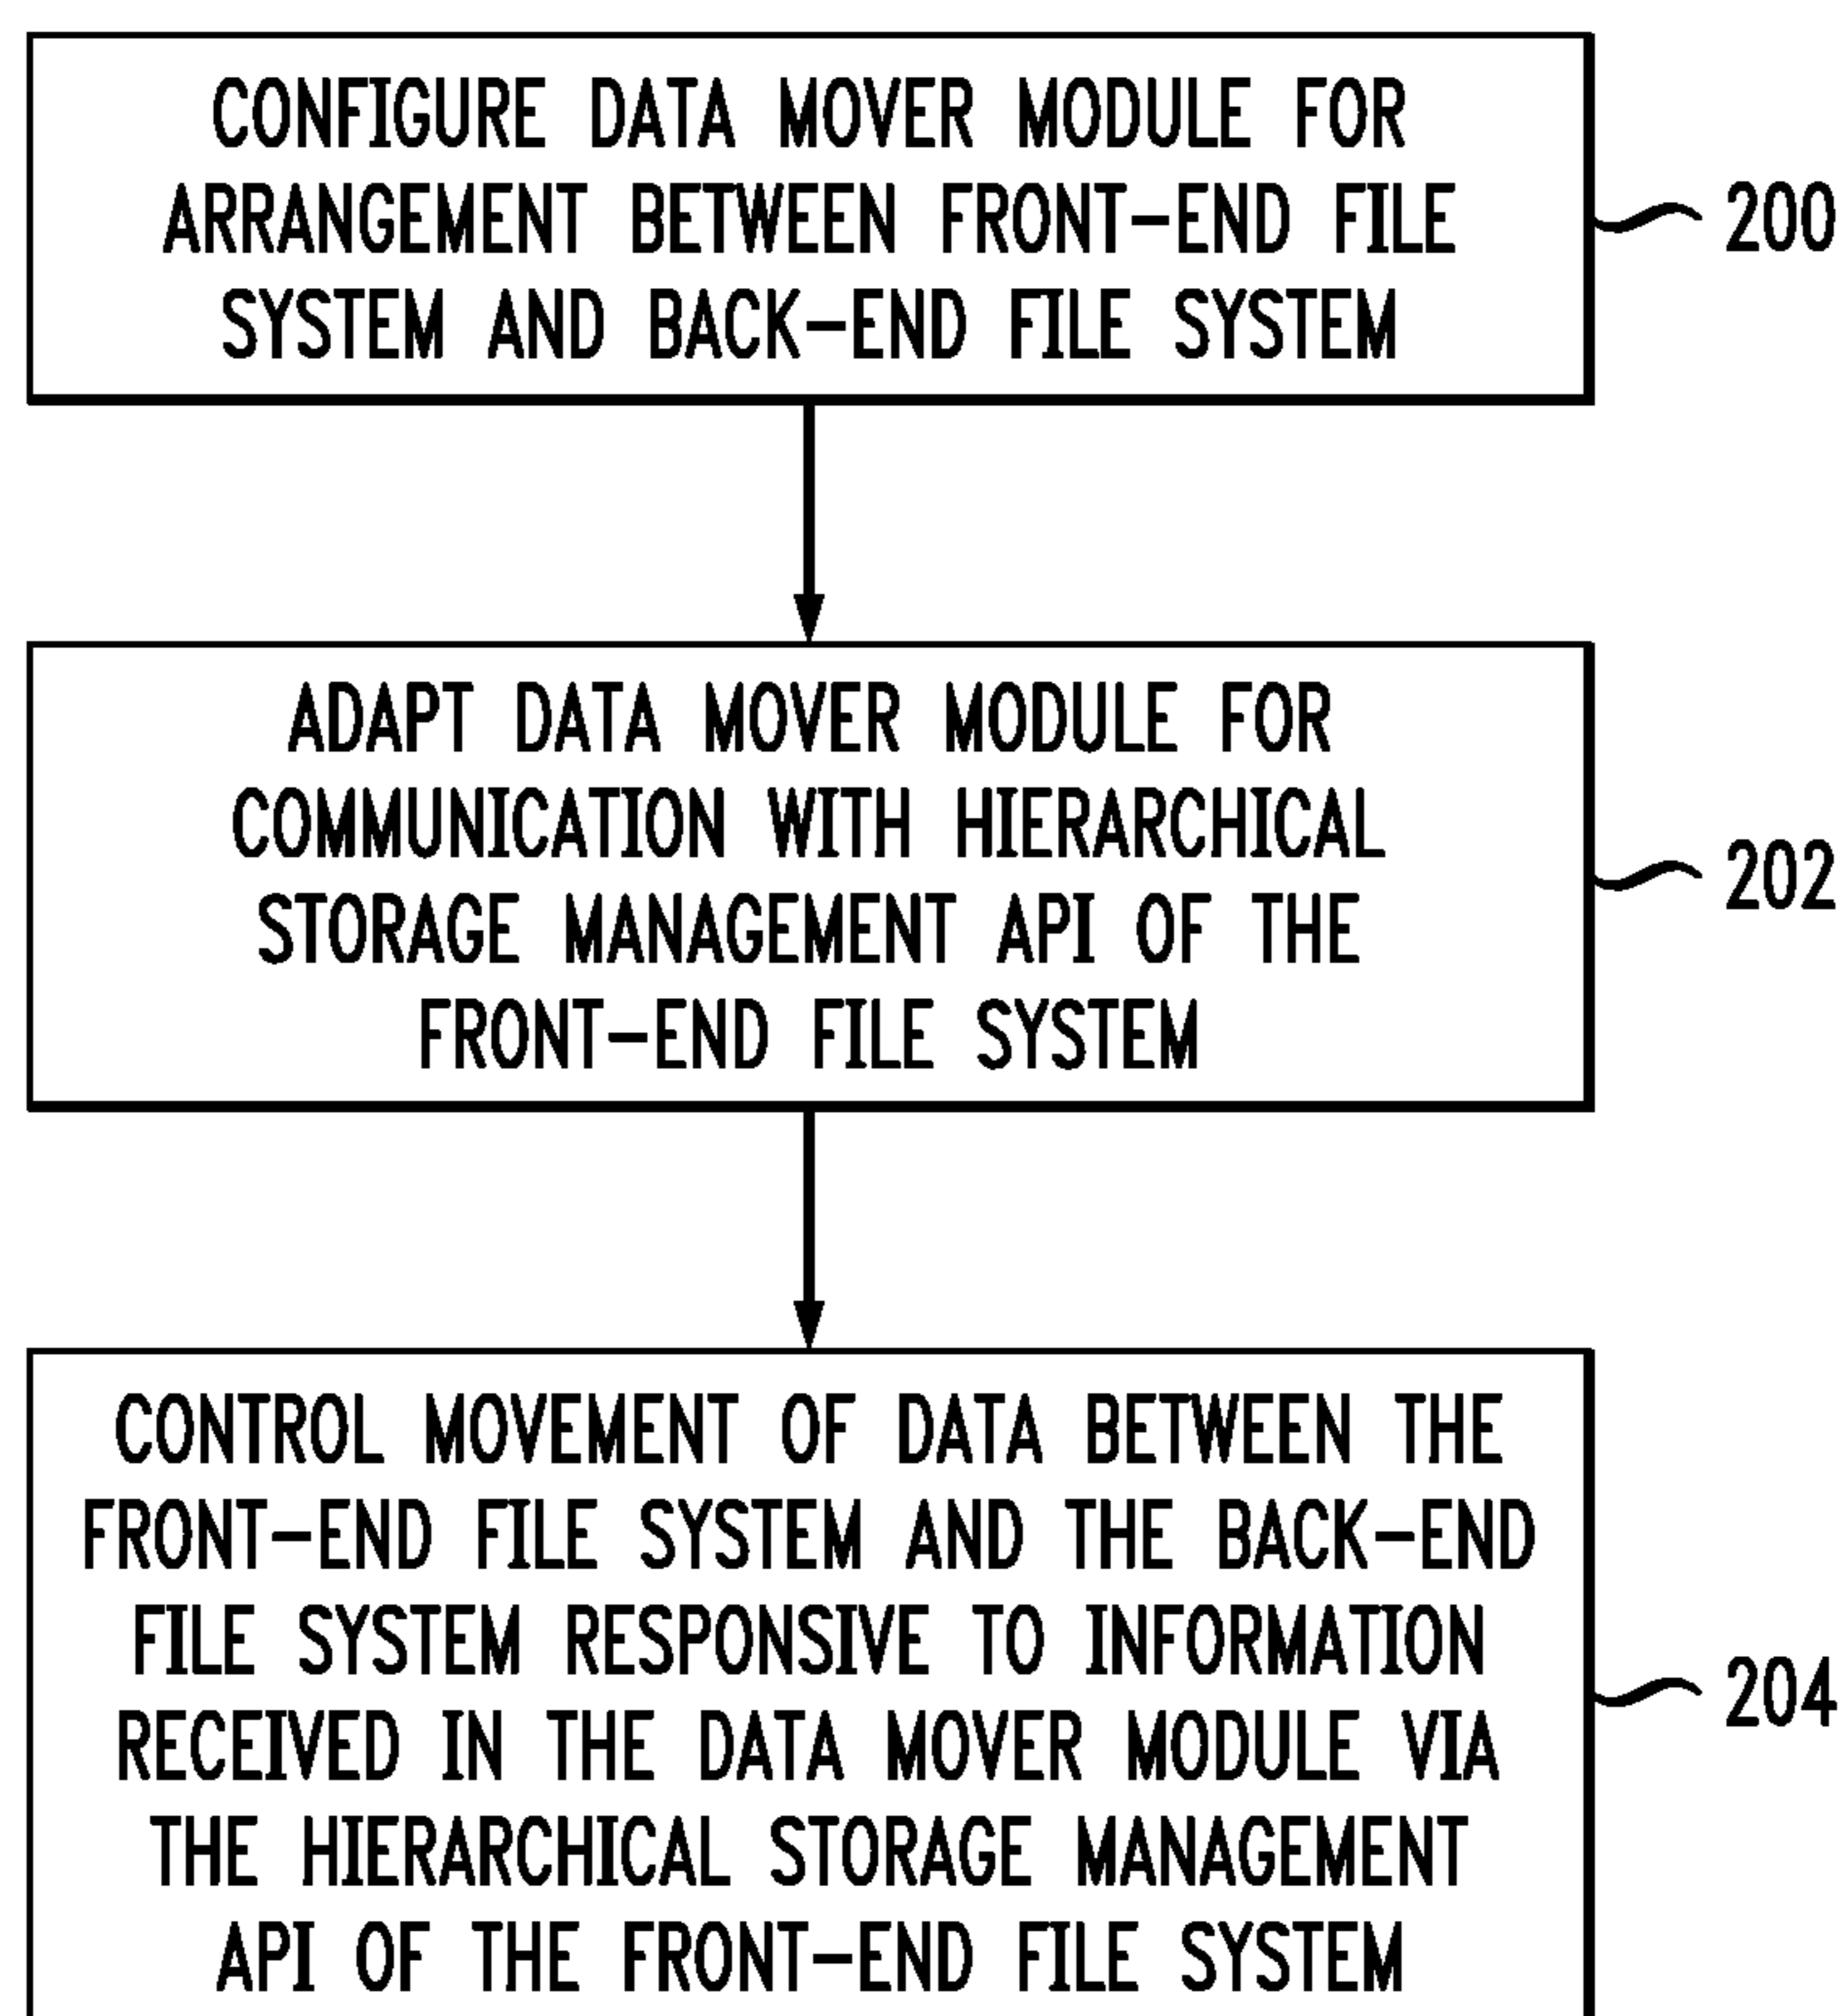 CONFIGURE DATA MOVER MODULE FOR
ARRANGEMENT BETWEEN FRONT-END FILE
SYSTEM AND BACK-END FILE SYSTEM
200
ADAPT DATA MOVER MODULE FOR
COMMUNICATION WITH HIERARCHICAL
STORAGE MANAGEMENT API OF THE
FRONT-END FILE SYSTEM
202
CONTROL MOVEMENT OF DATA BETWEEN THE
FRONT-END FILE SYSTEM AND THE BACK-END
FILE SYSTEM RESPONSIVE TO INFORMATION
RECEIVED IN THE DATA MOVER MODULE VIA
THE HIERARCHICAL STORAGE MANAGEMENT
API OF THE FRONT-END FILE SYSTEM
204